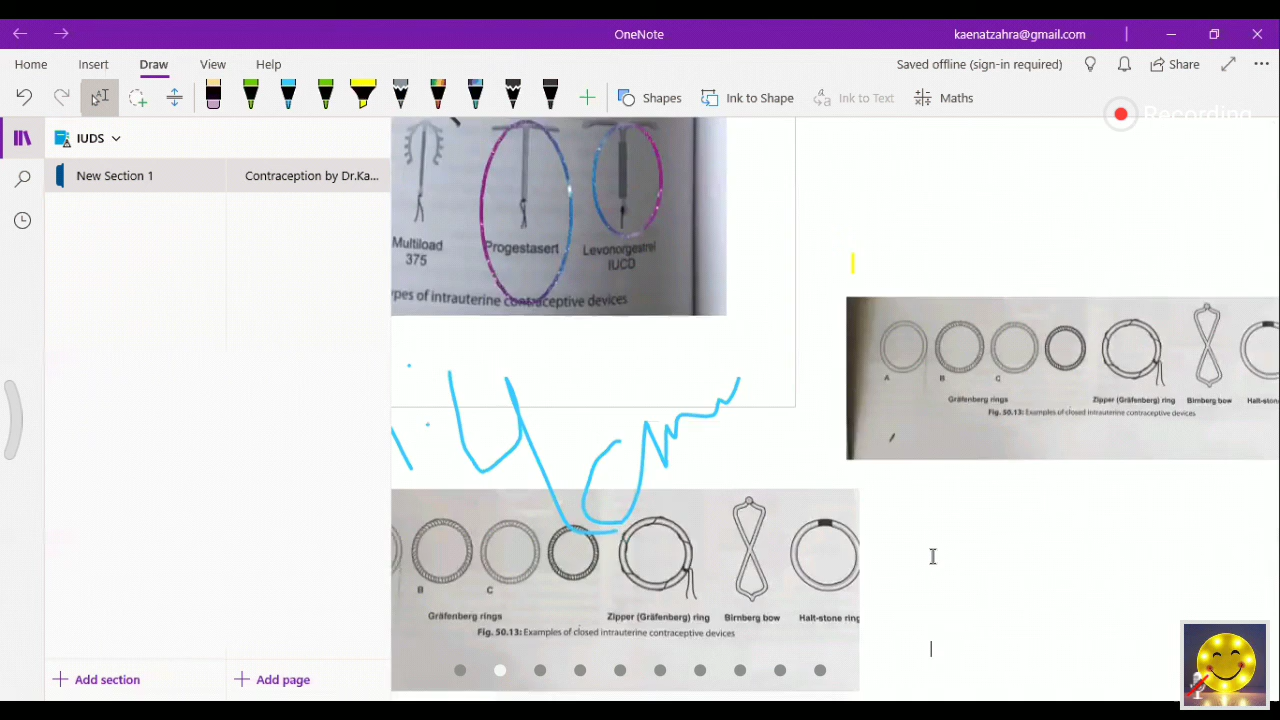 OneNote
kaenatzahra@gmail.com
Home Insert Draw View Help
Saved offline (sign-in required)
Share
Shapes
Ink to Shape
Ink to Text
Maths
Recording
IUDS
New Section 1
Contraception by Dr.Ka...
Multiload
375
Progestasert
Levonorgestrel
IUCD
ypes of intrauterine contraceptive devices
A B C
Gräfenberg rings
Zipper (Gräfenberg) ring
Birnberg bow
Halt-stone
Fig. 50.13: Examples of closed intrauterine contraceptive devices
cm
B C
Gräfenberg rings
Zipper (Gräfenberg) ring
Birnberg bow
Halt-stone ring
Fig. 50.13: Examples of closed intrauterine contraceptive devices
Add section
Add page